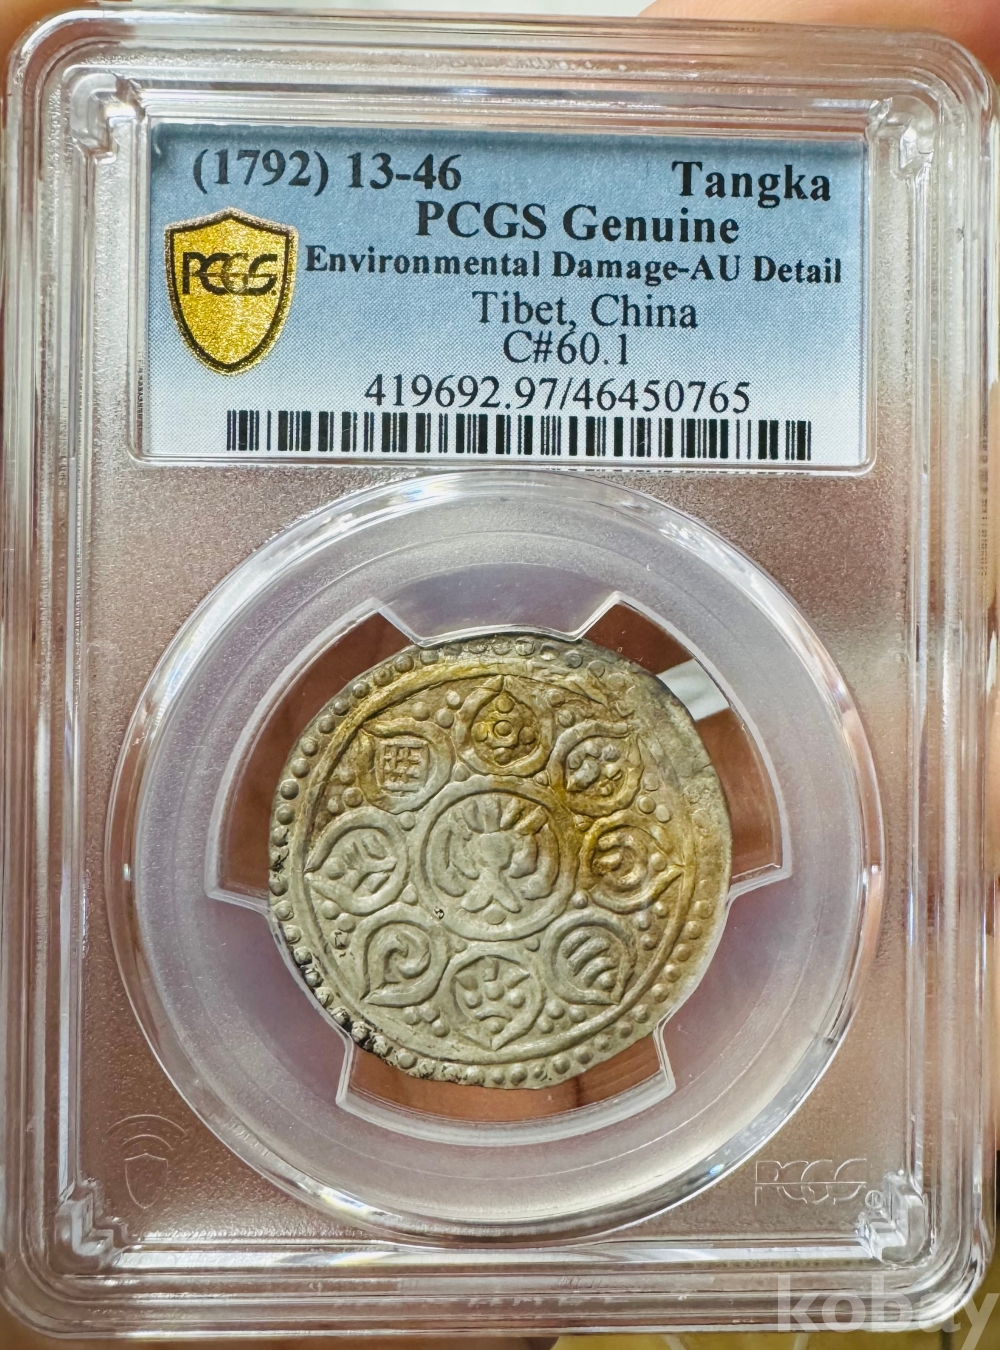 (1792) 13-46 Tangka
PCGS Genuine
Environmental Damage-AU Detail
Tibet, China
C#60.1
419692.97/46450765
PCGS
PCGS
kobay